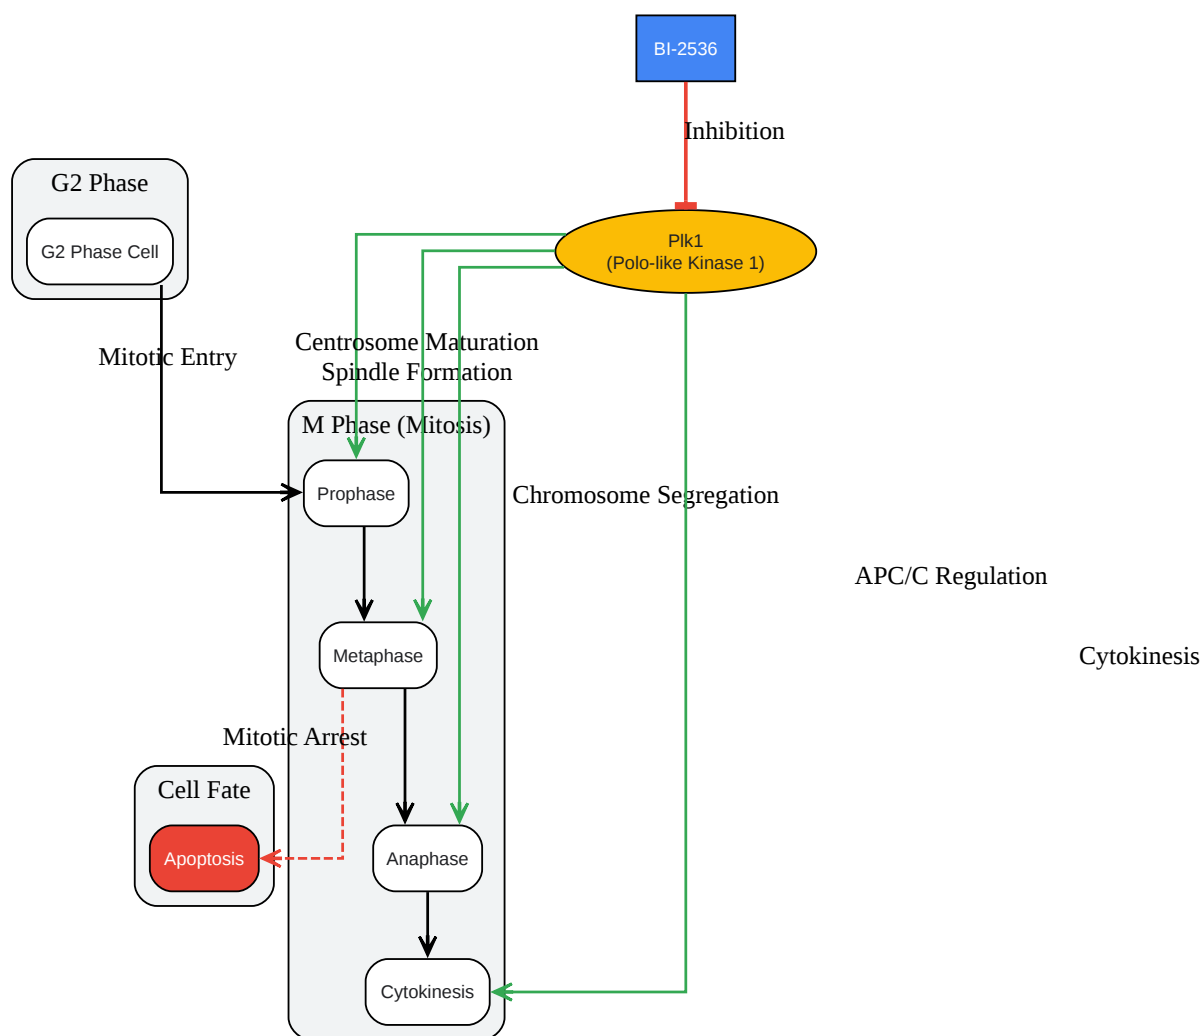 BI-2536
Inhibition
G2 Phase
G2 Phase Cell
Plk1
(Polo-like Kinase 1)
Mitotic Entry
Centrosome Maturation
Spindle Formation
M Phase (Mitosis)
Prophase
Chromosome Segregation
APC/C Regulation
Metaphase
Cytokinesis
Mitotic Arrest
Cell Fate
Apoptosis
Anaphase
Cytokinesis